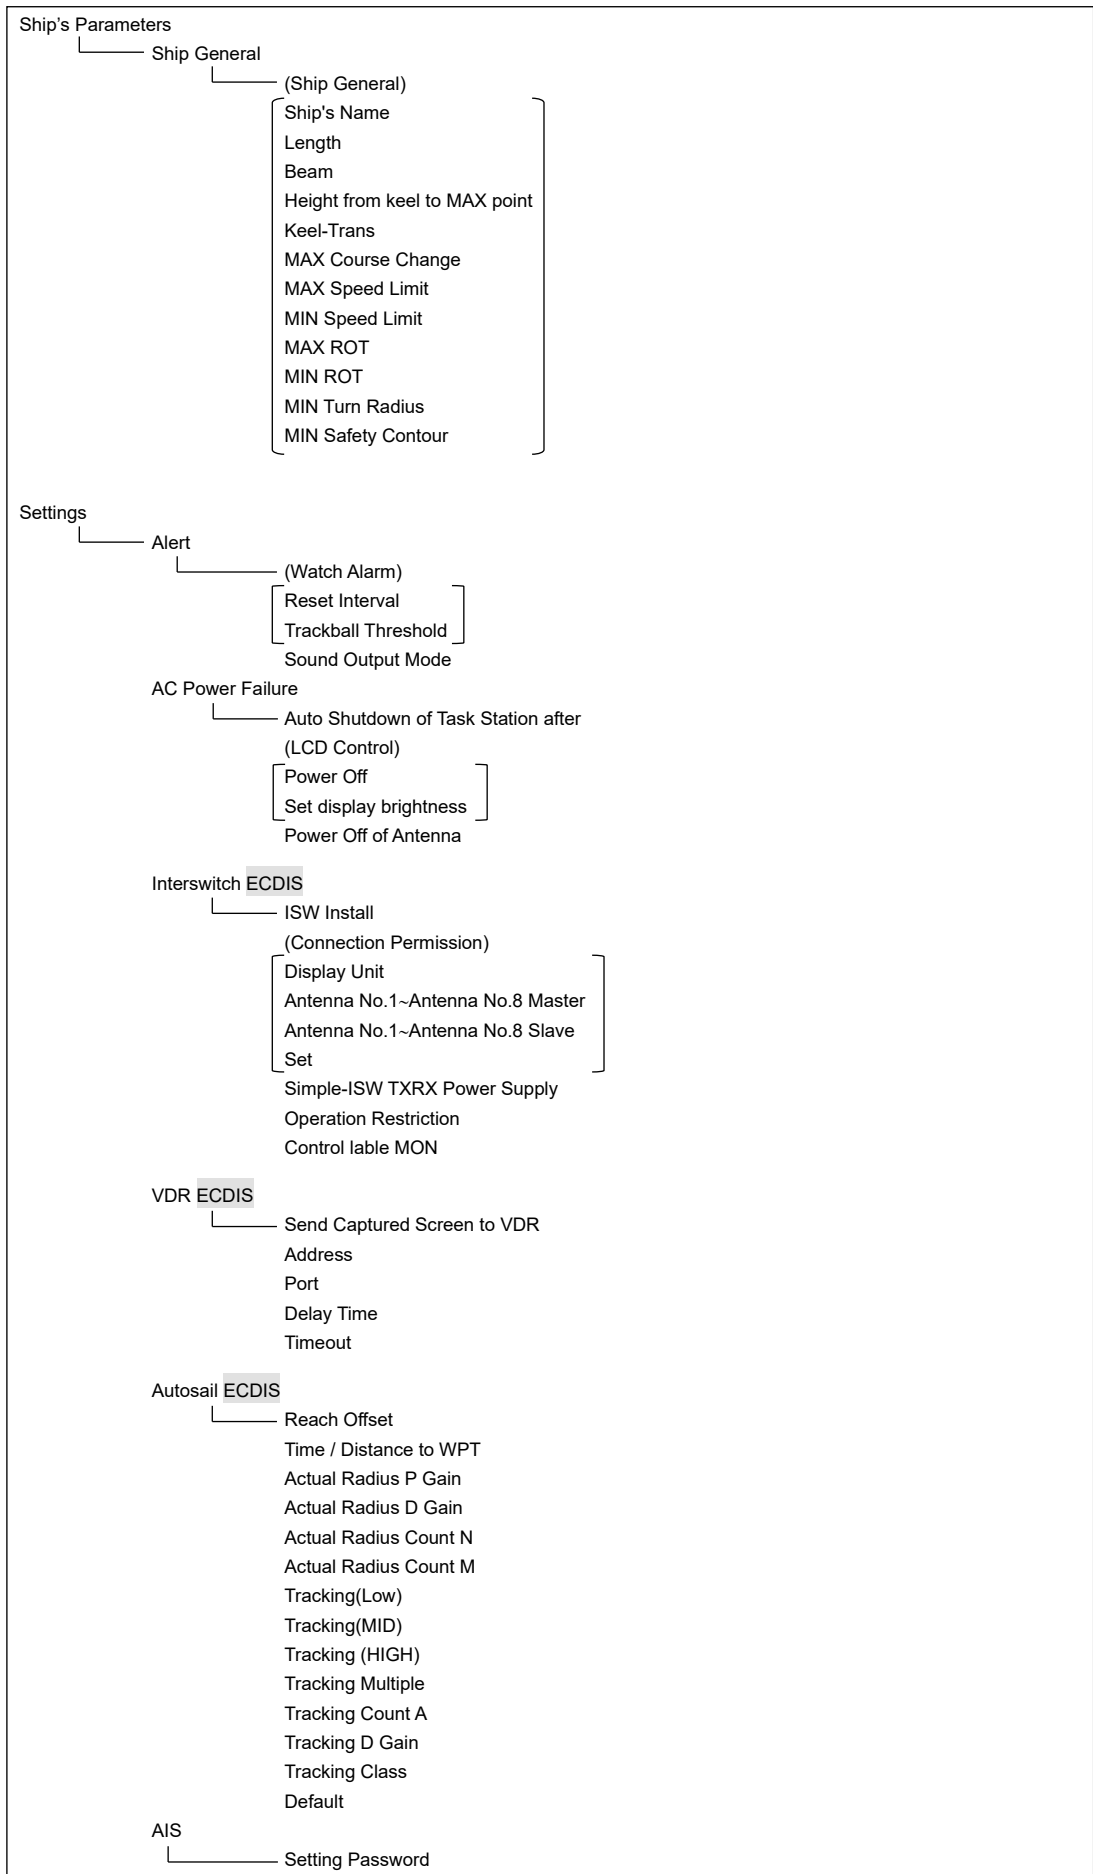 Ship’s Parameters
Ship General
(Ship General)
Ship's Name
Length
Beam
Height from keel to MAX point
Keel-Trans
MAX Course Change
MAX Speed Limit
MIN Speed Limit
MAX ROT
MIN ROT
MIN Turn Radius
MIN Safety Contour
Settings
Alert
(Watch Alarm)
Reset Interval
Trackball Threshold
Sound Output Mode
AC Power Failure
Auto Shutdown of Task Station after
(LCD Control)
Power Off
Set display brightness
Power Off of Antenna
Interswitch ECDIS
ISW Install
(Connection Permission)
Display Unit
Antenna No.1~Antenna No.8 Master
Antenna No.1~Antenna No.8 Slave
Set
Simple-ISW TXRX Power Supply
Operation Restriction
Control lable MON
VDR ECDIS
Send Captured Screen to VDR
Address
Port
Delay Time
Timeout
Autosail ECDIS
Reach Offset
Time / Distance to WPT
Actual Radius P Gain
Actual Radius D Gain
Actual Radius Count N
Actual Radius Count M
Tracking(Low)
Tracking(MID)
Tracking (HIGH)
Tracking Multiple
Tracking Count A
Tracking D Gain
Tracking Class
Default
AIS
Setting Password